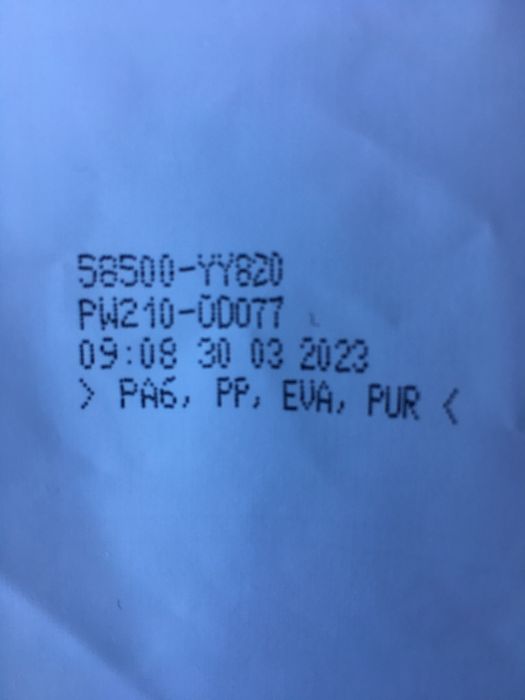 58500-YY820
PW210-0D077
09:08 30 03 2023
> PA6, PP, EVA, PUR <